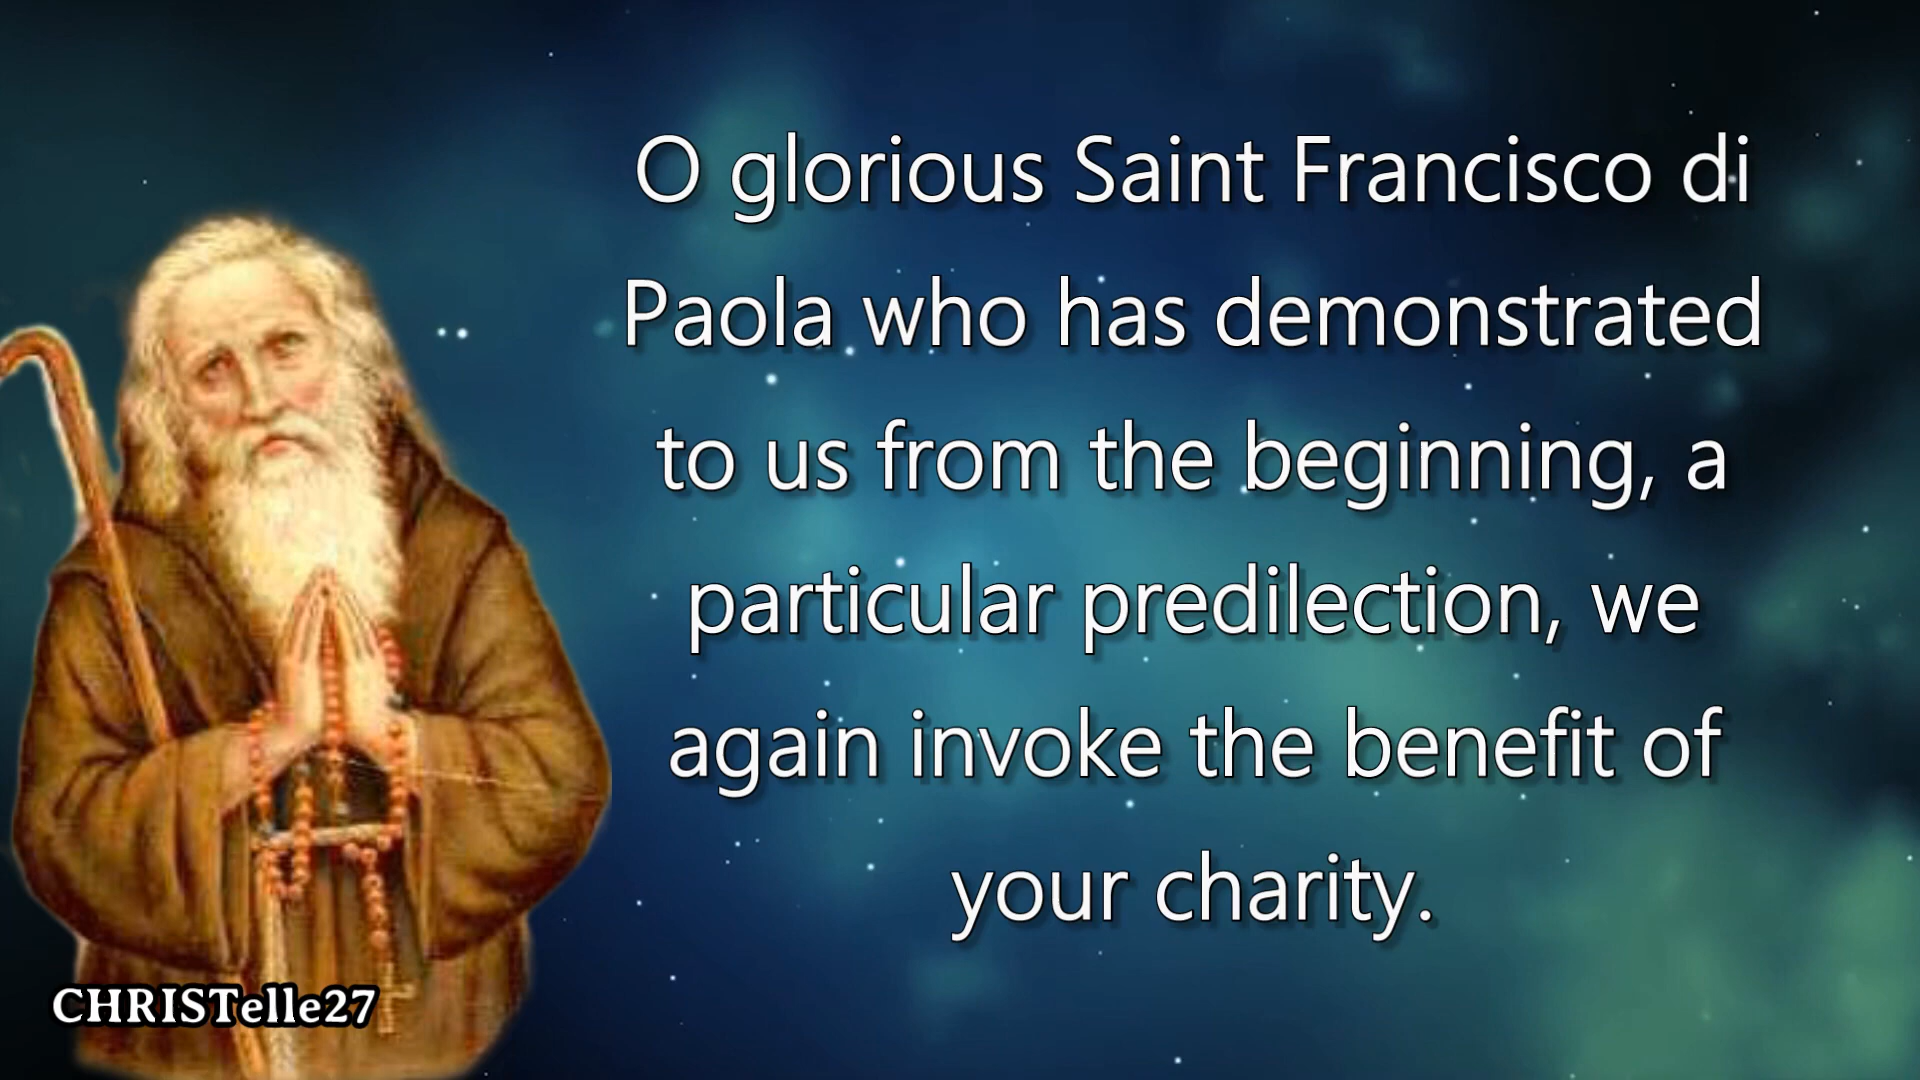 O glorious Saint Francisco di
Paola who has demonstrated
to us from the beginning, a
particular predilection, we
again invoke the benefit of
your charity.
CHRISTelle27